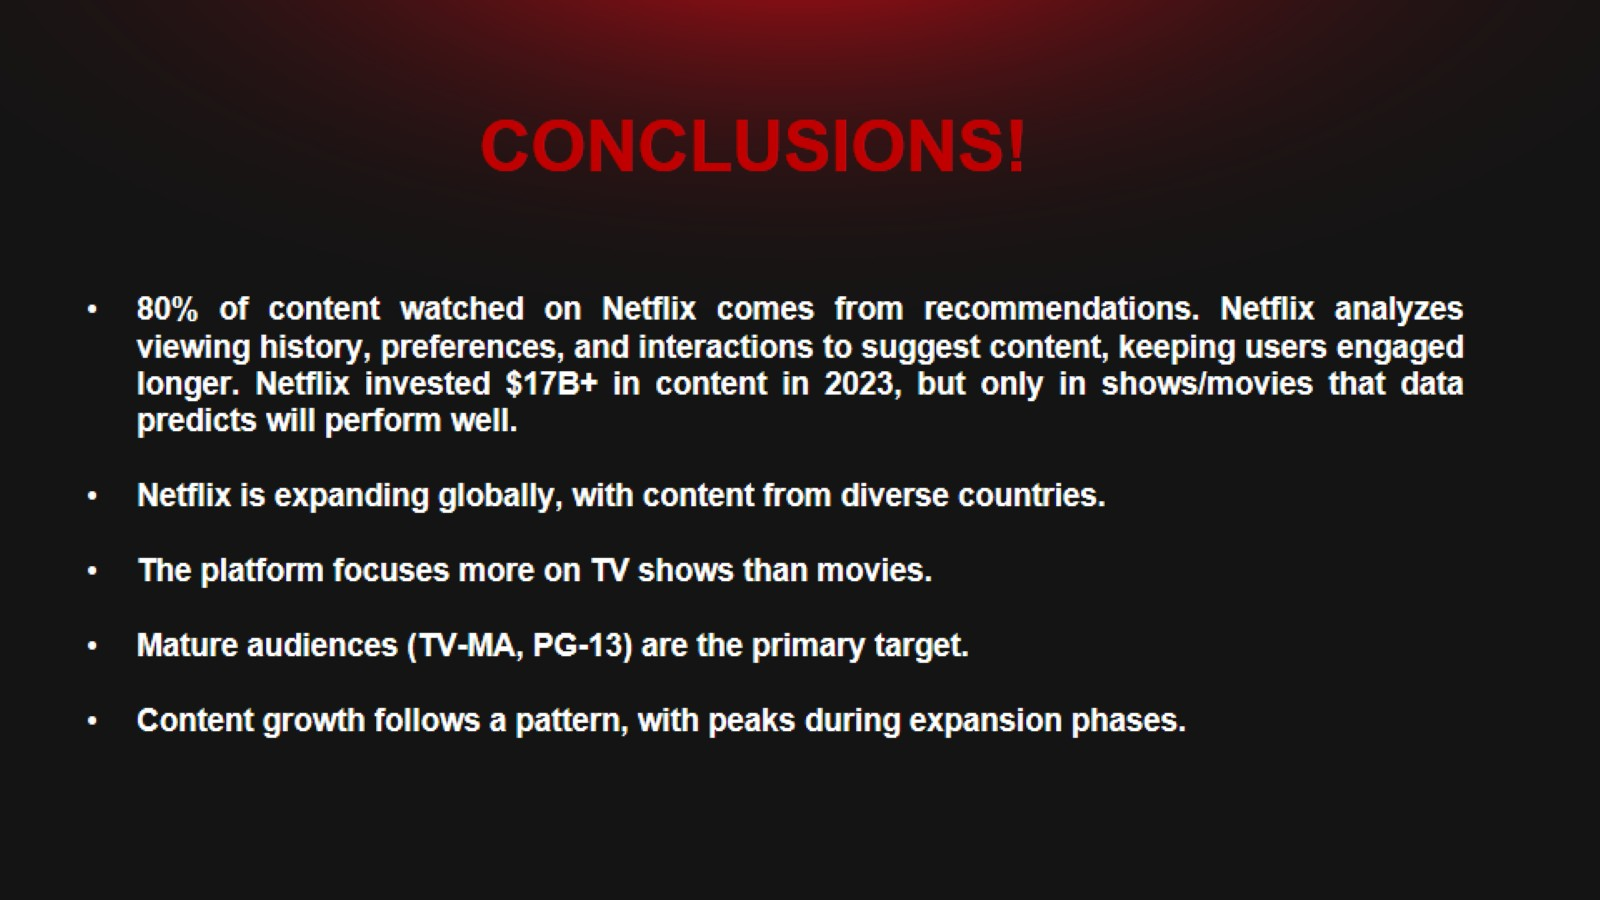 CONCLUSIONS!
• 80% of content watched on Netflix comes from recommendations. Netflix analyzes
viewing history, preferences, and interactions to suggest content, keeping users engaged
longer. Netflix invested $17B+ in content in 2023, but only in shows/movies that data
predicts will perform well.
• Netflix is expanding globally, with content from diverse countries.
• The platform focuses more on TV shows than movies.
• Mature audiences (TV-MA, PG-13) are the primary target.
• Content growth follows a pattern, with peaks during expansion phases.